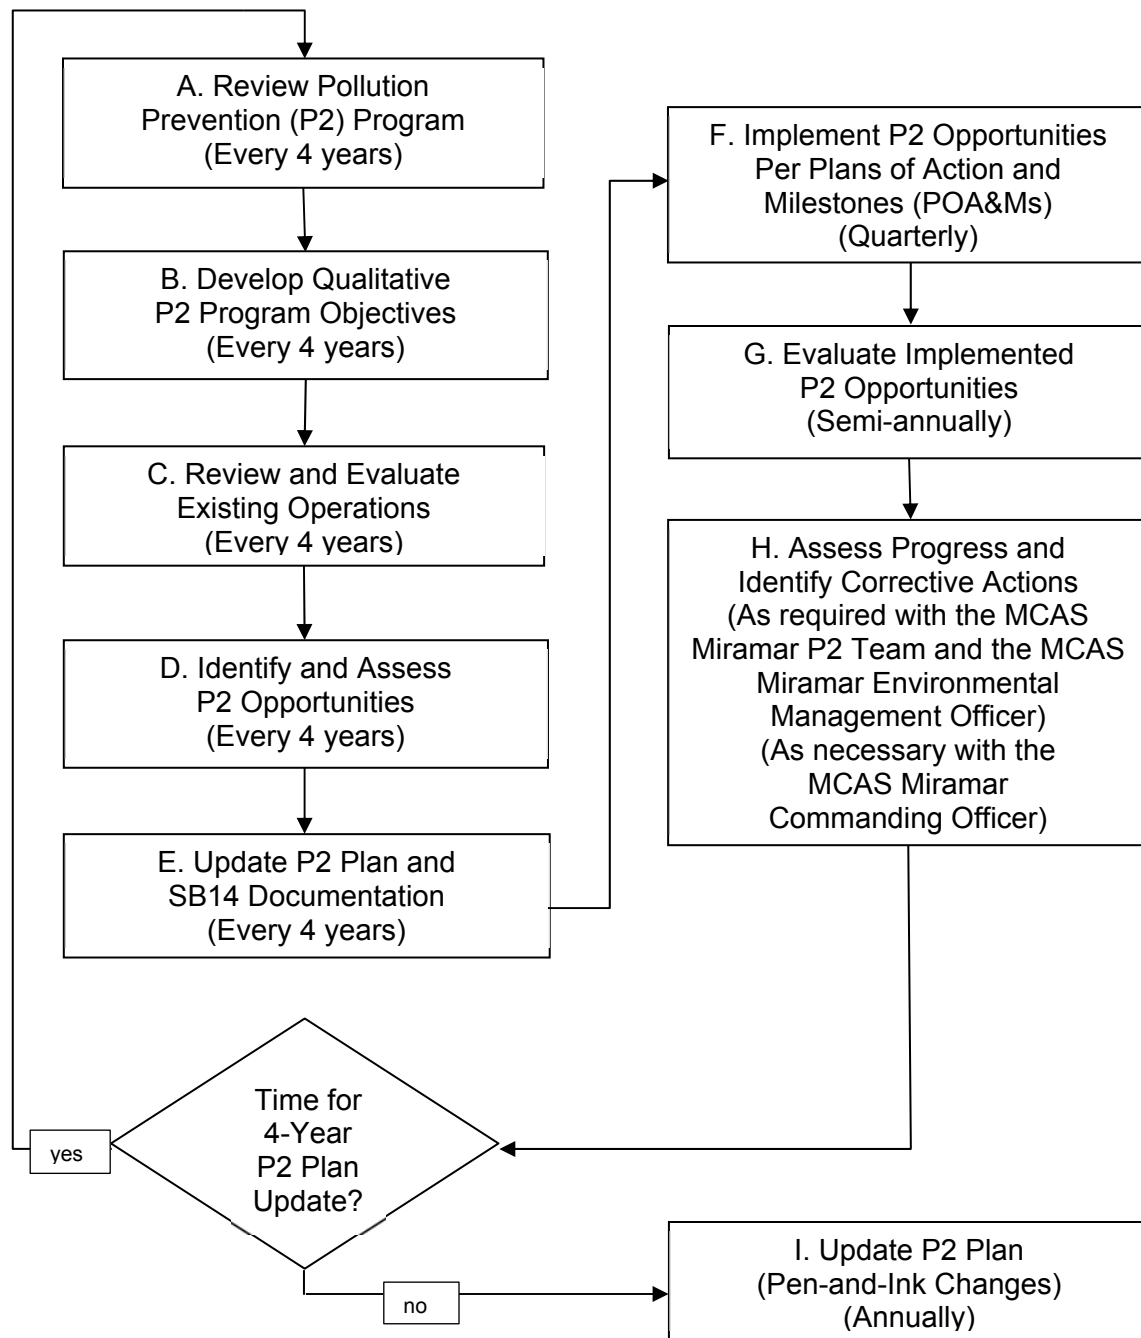 A. Review Pollution
Prevention (P2) Program
(Every 4 years)
B. Develop Qualitative
P2 Program Objectives
(Every 4 years)
C. Review and Evaluate
Existing Operations
(Every 4 years)
D. Identify and Assess
P2 Opportunities
(Every 4 years)
E. Update P2 Plan and
SB14 Documentation
(Every 4 years)
F. Implement P2 Opportunities
Per Plans of Action and
Milestones (POA&Ms)
(Quarterly)
G. Evaluate Implemented
P2 Opportunities
(Semi-annually)
H. Assess Progress and
Identify Corrective Actions
(As required with the MCAS
Miramar P2 Team and the MCAS
Miramar Environmental
Management Officer)
(As necessary with the
MCAS Miramar
Commanding Officer)
Time for
4-Year
P2 Plan
Update?
yes
no
I. Update P2 Plan
(Pen-and-Ink Changes)
(Annually)